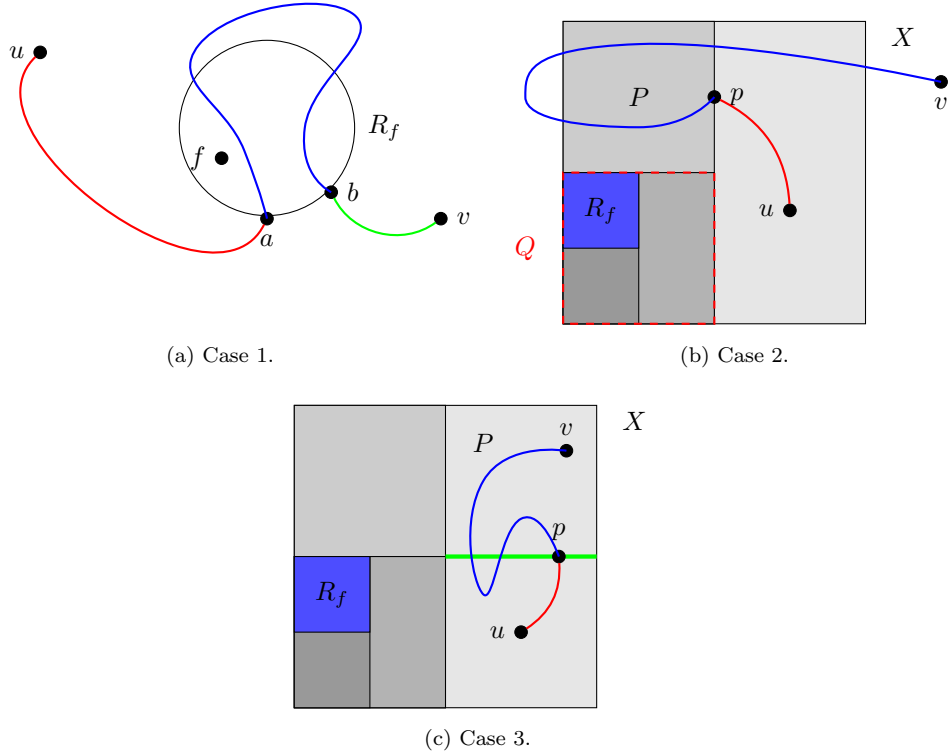 u
R_f
f
b
v
a
(a) Case 1.
X
P
p
v
R_f
u
Q
(b) Case 2.
X
v
P
p
R_f
u
(c) Case 3.